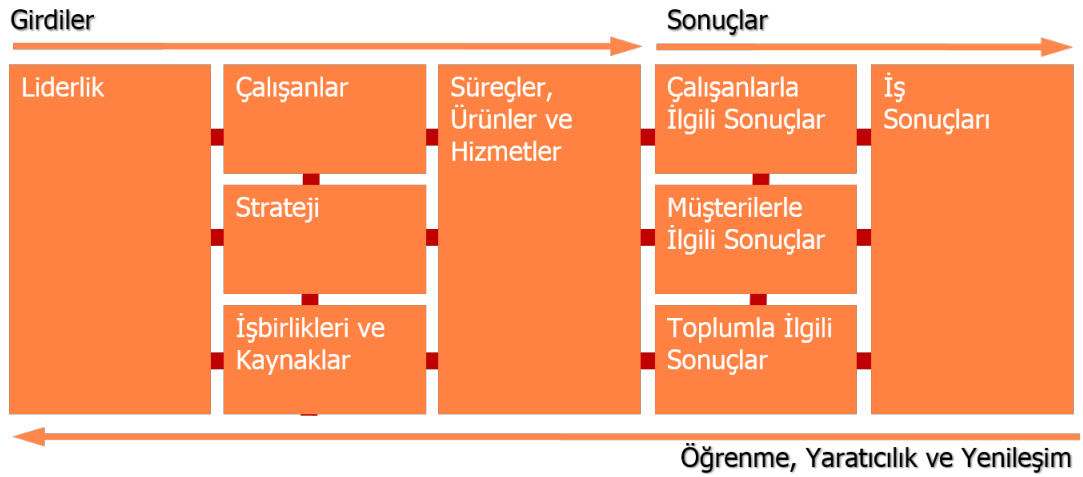 Girdiler
Sonuçlar
Liderlik
Çalışanlar
Süreçler,
Ürünler ve
Hizmetler
Çalışanlarla
İlgili Sonuçlar
İş
Sonuçları
Strateji
Müşterilerle
İlgili Sonuçlar
İşbirlikleri ve
Kaynaklar
Toplumla İlgili
Sonuçlar
Öğrenme, Yaratıcılık ve Yenileşim